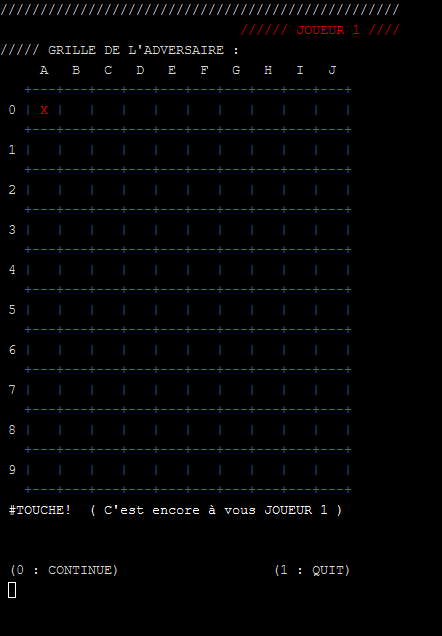 //////////////////////////////////////////////////
////// JOUEUR 1 ////
///// GRILLE DE L'ADVERSAIRE :
A B C D E F G H I J
+---+---+---+---+---+---+---+---+---+---+
0 | X | | | | | | | | | |
+---+---+---+---+---+---+---+---+---+---+
1 | | | | | | | | | | |
+---+---+---+---+---+---+---+---+---+---+
2 | | | | | | | | | | |
+---+---+---+---+---+---+---+---+---+---+
3 | | | | | | | | | | |
+---+---+---+---+---+---+---+---+---+---+
4 | | | | | | | | | | |
+---+---+---+---+---+---+---+---+---+---+
5 | | | | | | | | | | |
+---+---+---+---+---+---+---+---+---+---+
6 | | | | | | | | | | |
+---+---+---+---+---+---+---+---+---+---+
7 | | | | | | | | | | |
+---+---+---+---+---+---+---+---+---+---+
8 | | | | | | | | | | |
+---+---+---+---+---+---+---+---+---+---+
9 | | | | | | | | | | |
+---+---+---+---+---+---+---+---+---+---+
#TOUCHE! ( C'est encore à vous JOUEUR 1 )
(0 : CONTINUE) (1 : QUIT)